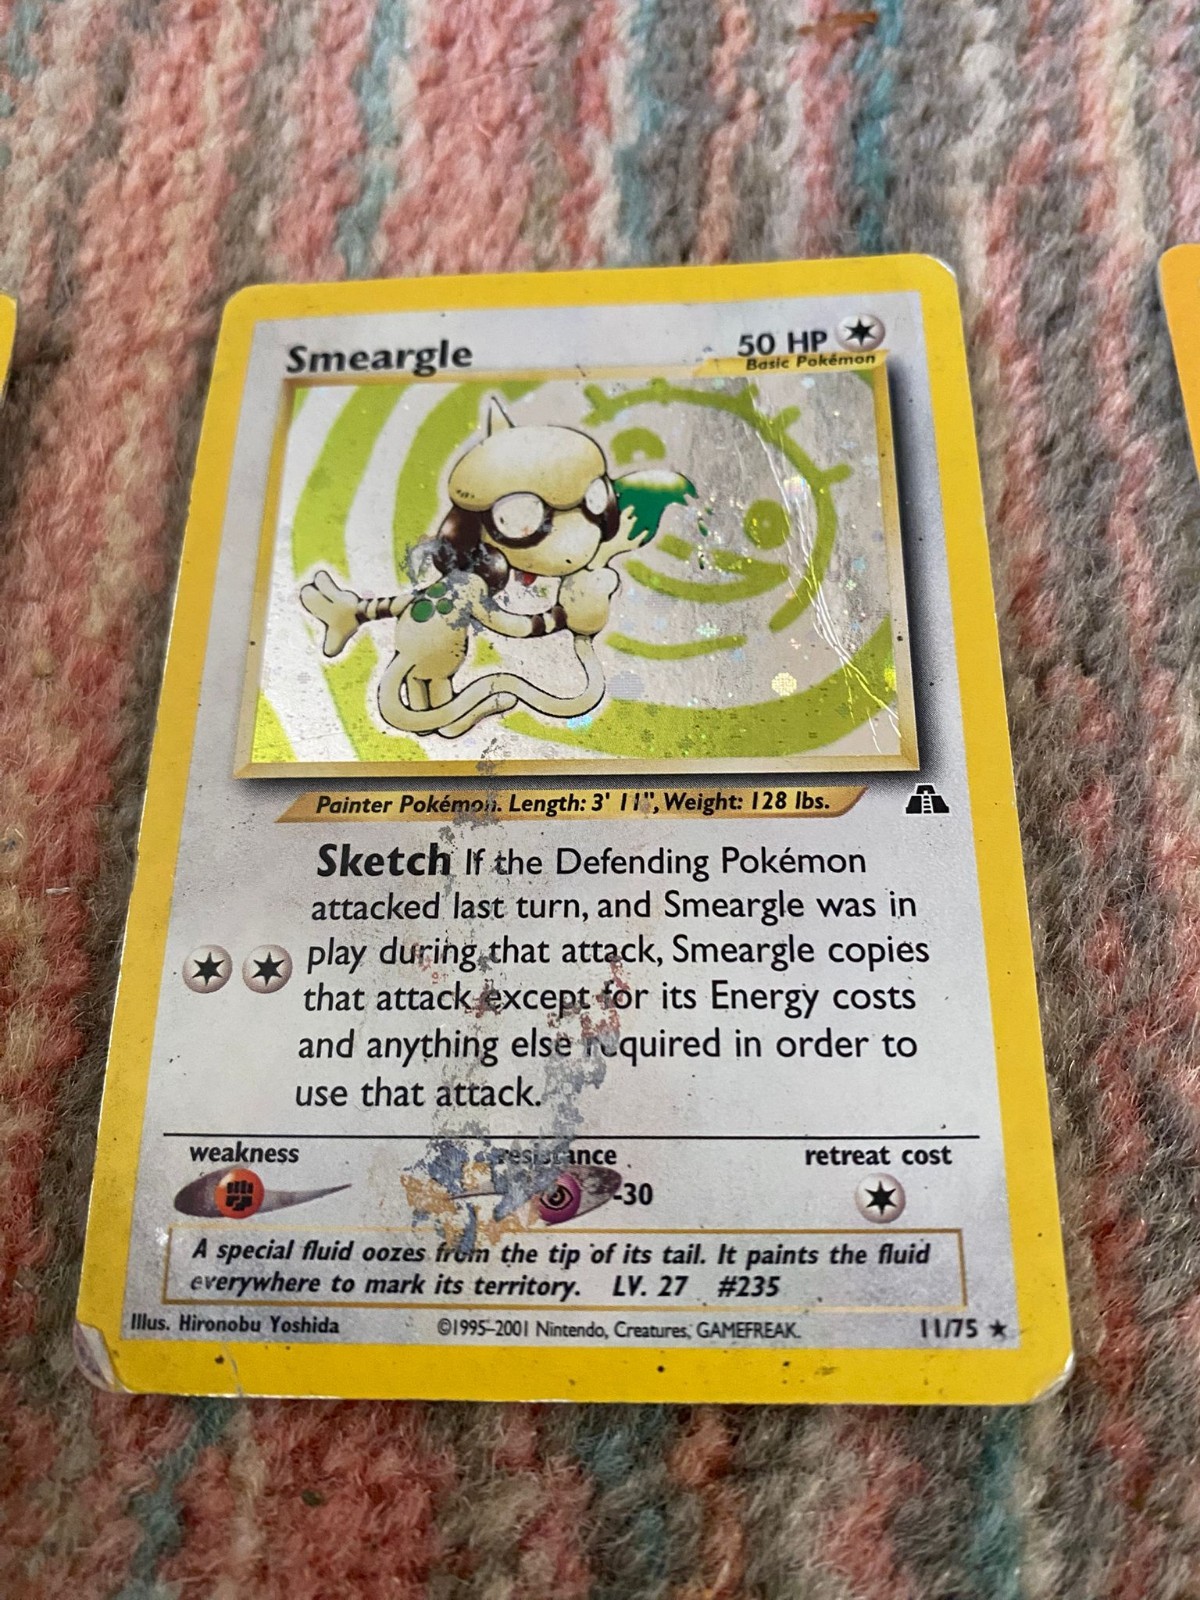 Smeargle
50 HP
Basic Pokémon
Painter Pokémon. Length: 3' 11", Weight: 128 lbs.
Sketch If the Defending Pokémon
attacked last turn, and Smeargle was in
play during that attack, Smeargle copies
that attack except for its Energy costs
and anything else required in order to
use that attack.
weakness resistance retreat cost
-30
A special fluid oozes from the tip of its tail. It paints the fluid
everywhere to mark its territory. LV. 27 #235
Illus. Hironobu Yoshida ©1995-2001 Nintendo, Creatures, GAMEFREAK. 11/75 ★